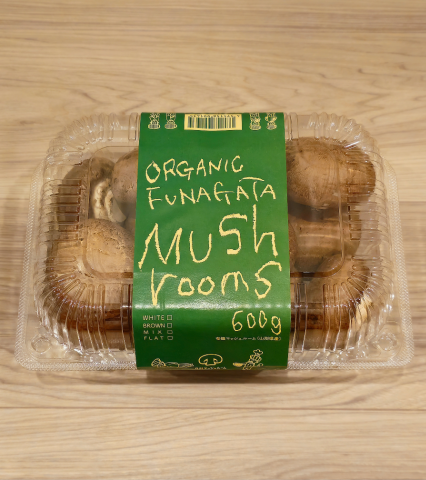 ORGANIC
FUNAGATA
Mush
rooms
600g
WHITE
BROWN
MIX
FLAT